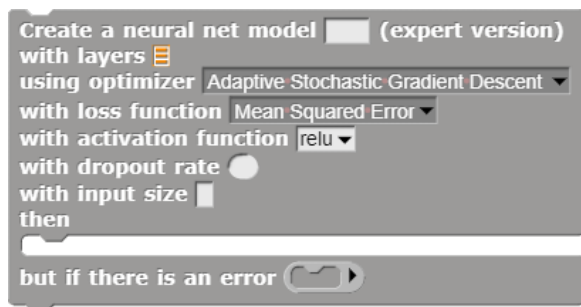 Create a neural net model (expert version)
with layers
using optimizer Adaptive Stochastic Gradient Descent
with loss function Mean Squared Error
with activation function relu
with dropout rate
with input size
then
but if there is an error